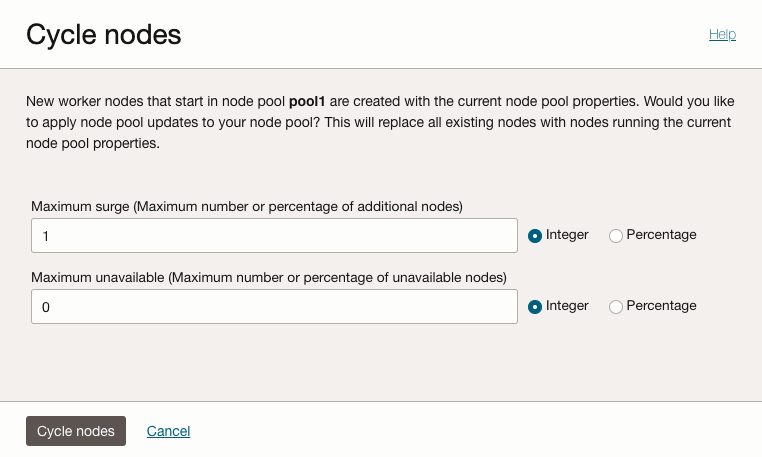 Cycle nodes
Help
New worker nodes that start in node pool pool1 are created with the current node pool properties. Would you like
to apply node pool updates to your node pool? This will replace all existing nodes with nodes running the current
node pool properties.
Maximum surge (Maximum number or percentage of additional nodes)
1
Integer
Percentage
Maximum unavailable (Maximum number or percentage of unavailable nodes)
0
Integer
Percentage
Cycle nodes
Cancel